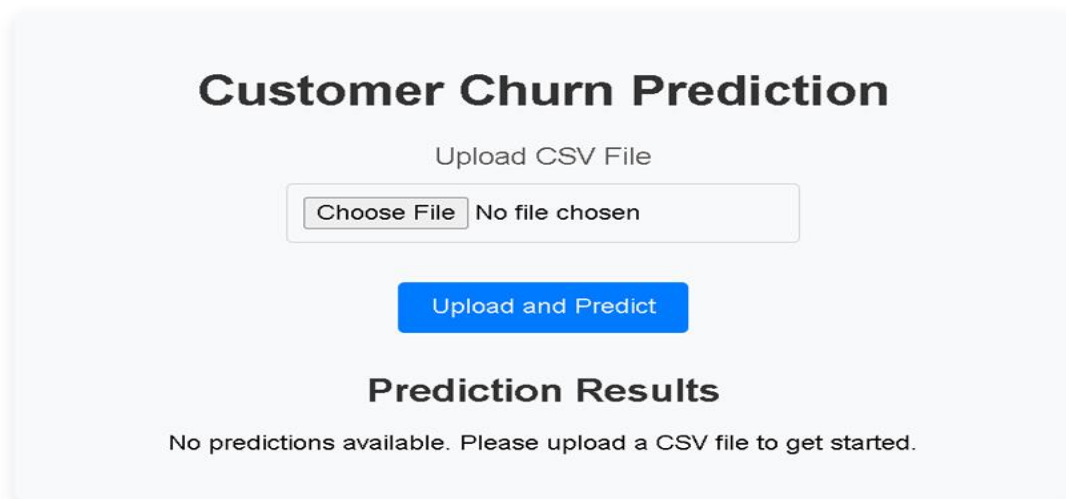 Customer Churn Prediction
Upload CSV File
Choose File No file chosen
Upload and Predict
Prediction Results
No predictions available. Please upload a CSV file to get started.